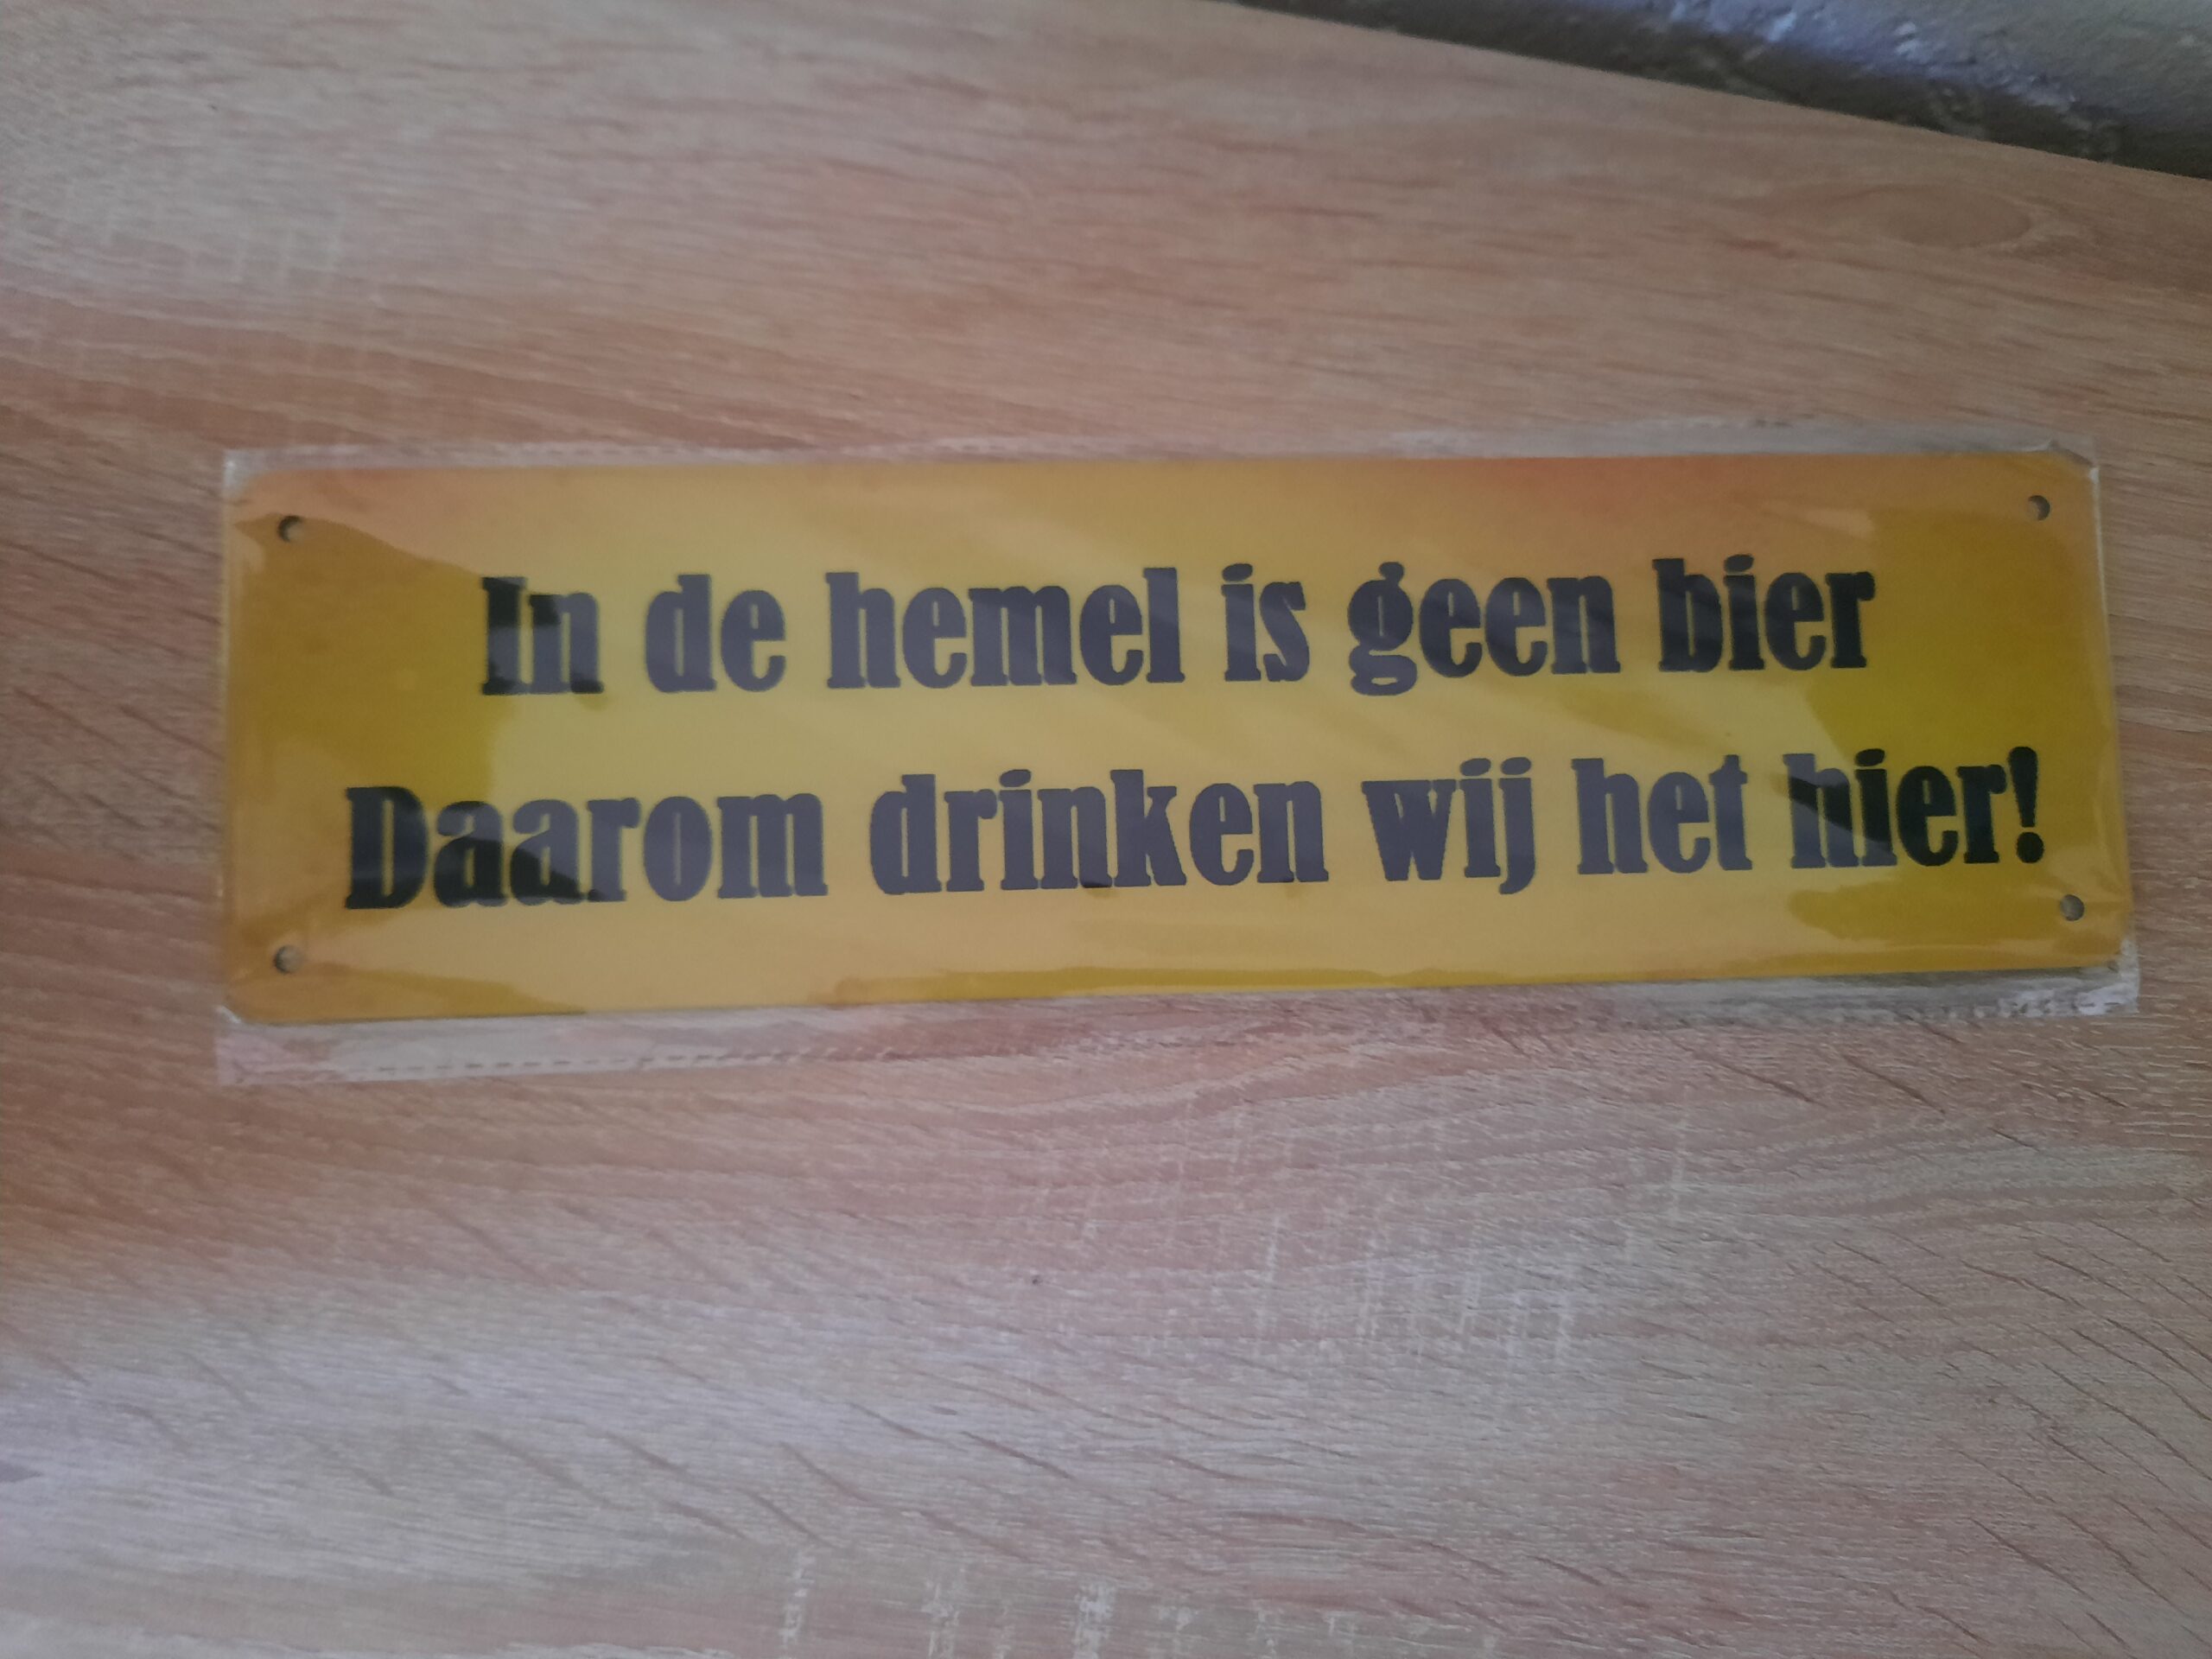 In de hemel is geen bier
Daarom drinken wij het hier!